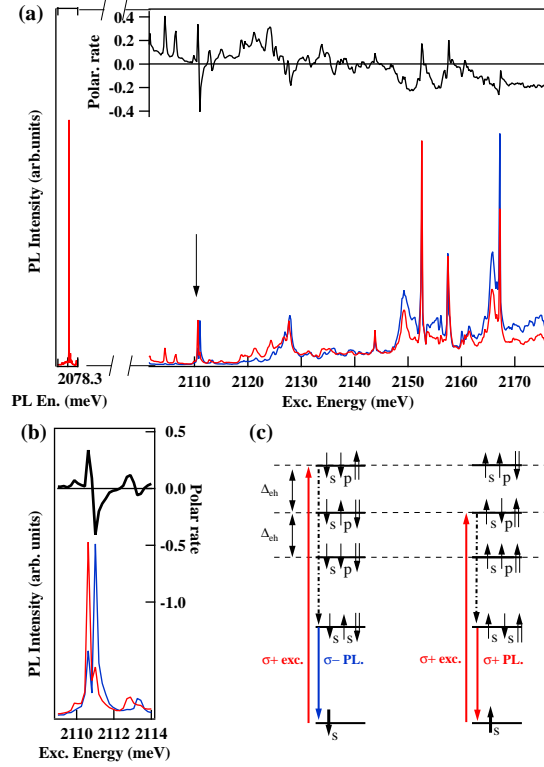 (a)
0.4
0.2
0.0
-0.2
-0.4
Polar. rate
PL Intensity (arb.units)
2078.3
2110 2120 2130 2140 2150 2160 2170
PL En. (meV)
Exc. Energy (meV)
(b)
0.5
0.0
-0.5
-1.0
Polar rate
PL Intensity (arb. units)
2110 2112 2114
Exc. Energy (meV)
(c)
s p
s p
Δeh
s p
s p
Δeh
s p
s p
s s
s s
σ+ exc.
σ− PL.
σ+ exc.
σ+ PL.
s
s